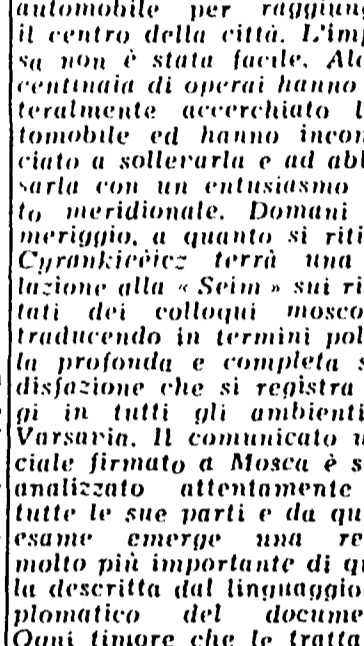 automobile per raggiung
il centro della città. L'imp
sa non è stata facile. Alc
centinaia di operai hanno
teralmente accerchiato l
tomobile ed hanno incon
ciato a sollevarla e ad abb
sarla con un entusiasmo
to meridionale. Domani
meriggio, a quanto si riti
Cyrankieèicz terrà una
lazione alla « Seim » sui ri
tati dei colloqui mosco
traducendo in termini pol
la profonda e completa s
disfazione che si registra
gi in tutti gli ambienti
Varsavia. Il comunicato u
ciale firmato a Mosca è s
analizzato attentamente
tutte le sue parti e da qu
esame emerge una re
molto più importante di qu
la descritta dal linguaggio
plomatico del docume
Ogni timore che le tratta